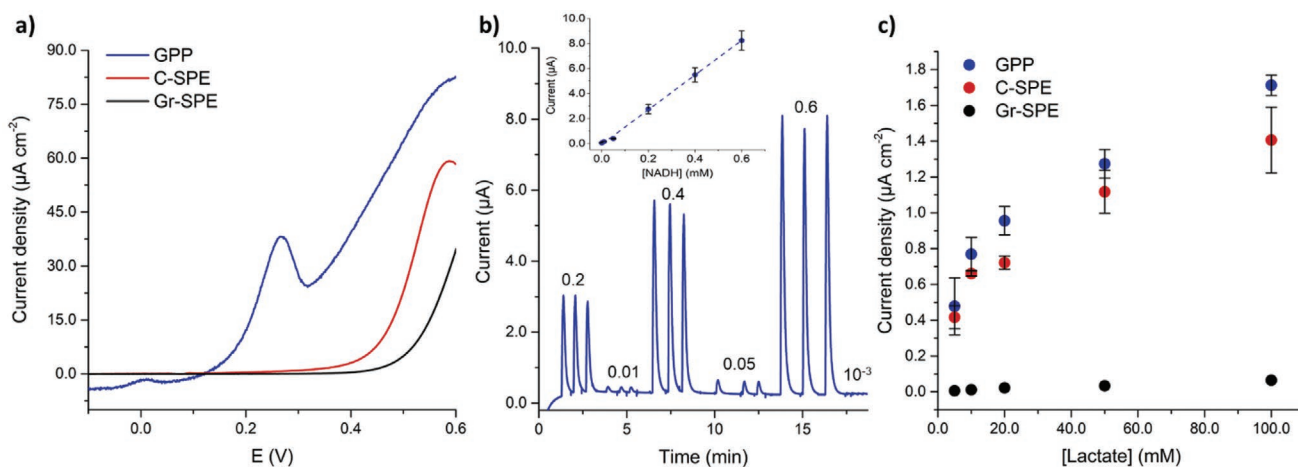 a)
GPP
C-SPE
Gr-SPE
90.0
75.0
60.0
45.0
30.0
15.0
0.0
Current density (µA cm⁻²)
0.0 0.2 0.4 0.6
E (V)
b)
10.0
8.0
6.0
4.0
2.0
0.0
Current (µA)
10.0
8.0
6.0
4.0
2.0
0.0
Current (µA)
0.0 0.2 0.4 0.6
[NADH] (mM)
0.2
0.01
0.4
0.05
0.6
10⁻³
0 5 10 15
Time (min)
c)
GPP
C-SPE
Gr-SPE
1.8
1.6
1.4
1.2
1.0
0.8
0.6
0.4
0.2
0.0
Current density (µA cm⁻²)
0.0 20.0 40.0 60.0 80.0 100.0
[Lactate] (mM)